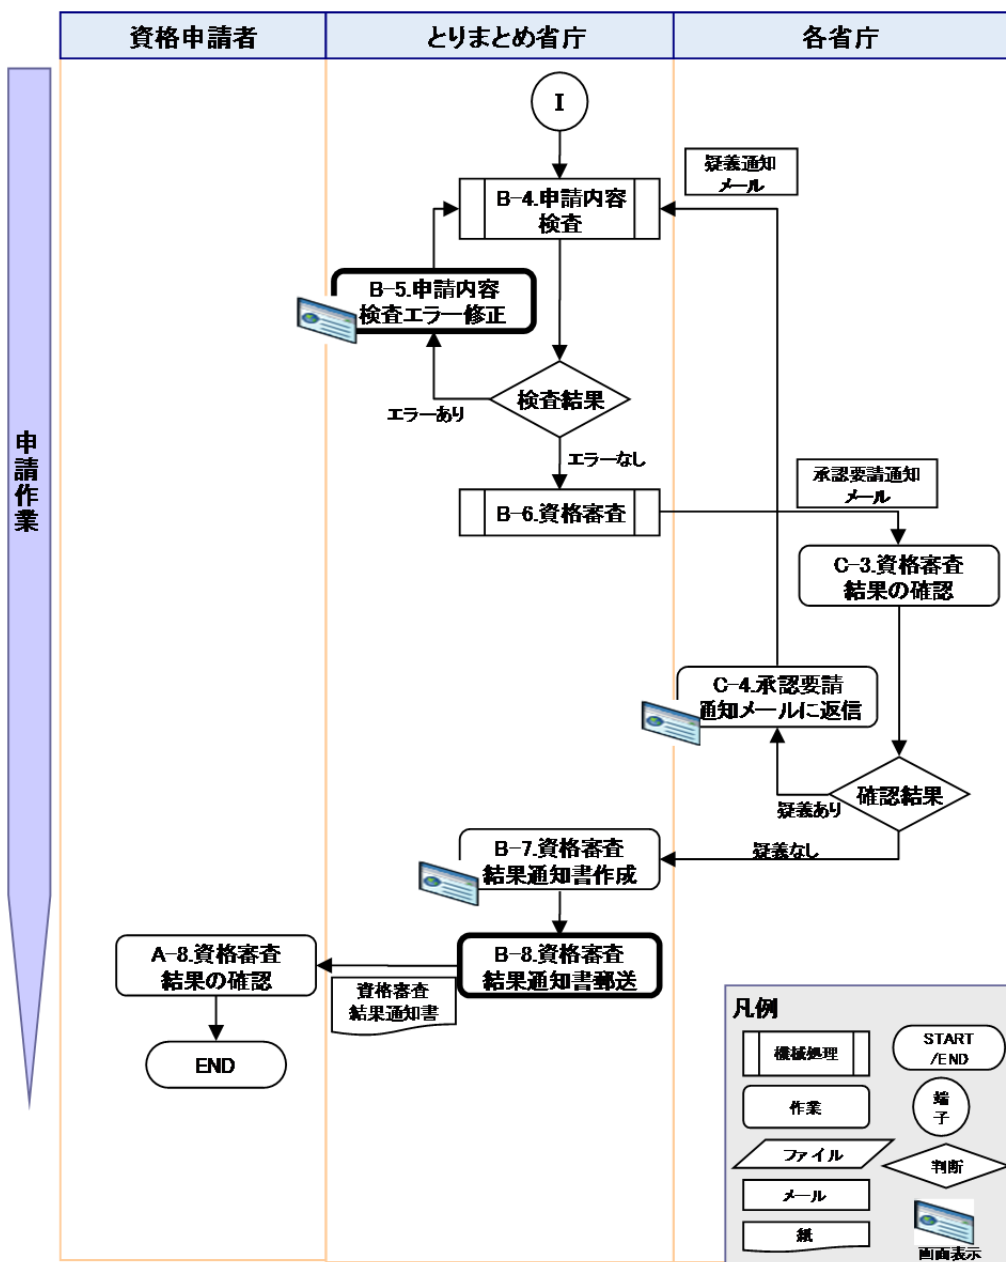 資格申請者
とりまとめ省庁
各省庁
申請作業
I
疑義通知
メール
B-4.申請内容
検査
B-5.申請内容
検査エラー修正
検査結果
エラーあり
エラーなし
承認要請通知
メール
B-6.資格審査
C-3.資格審査
結果の確認
C-4.承認要請
通知メールに返信
確認結果
疑義あり
疑義なし
B-7.資格審査
結果通知書作成
A-8.資格審査
結果の確認
B-8.資格審査
結果通知書郵送
資格審査
結果通知書
END
凡例
機械処理
START
/END
作業
端
子
ファイル
判断
メール
紙
画面表示